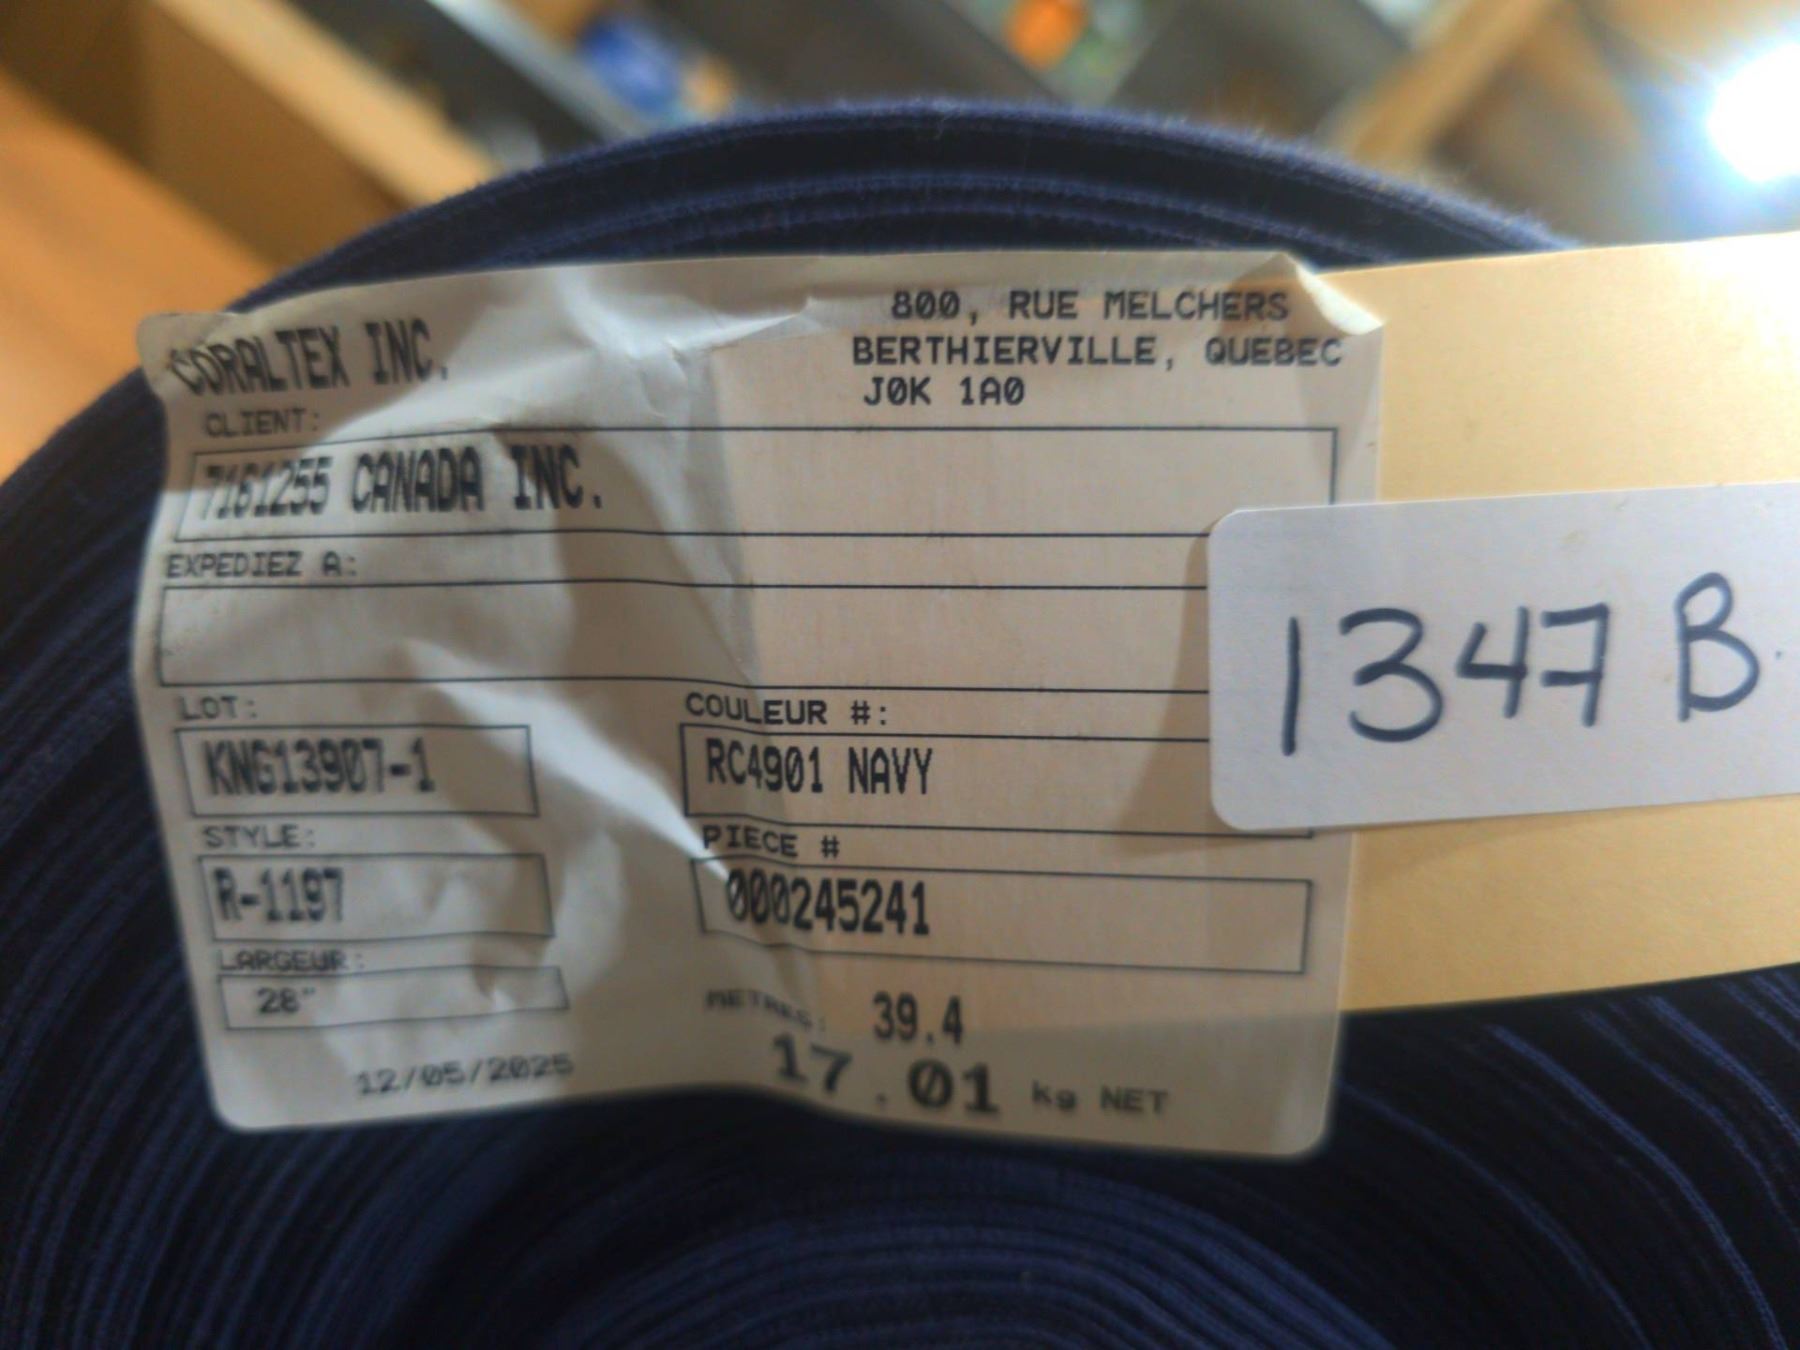 CORALTEX INC.
800, RUE MELCHERS
BERTHIERVILLE, QUEBEC
J0K 1A0
CLIENT:
7161255 CANADA INC.
EXPEDIEZ A:
LOT:
KNG13907-1
COULEUR #:
RC4901 NAVY
STYLE:
R-1197
PIECE #
000245241
LARGEUR:
28"
METRES: 39.4
12/05/2025
17.01 kg NET
1347 B